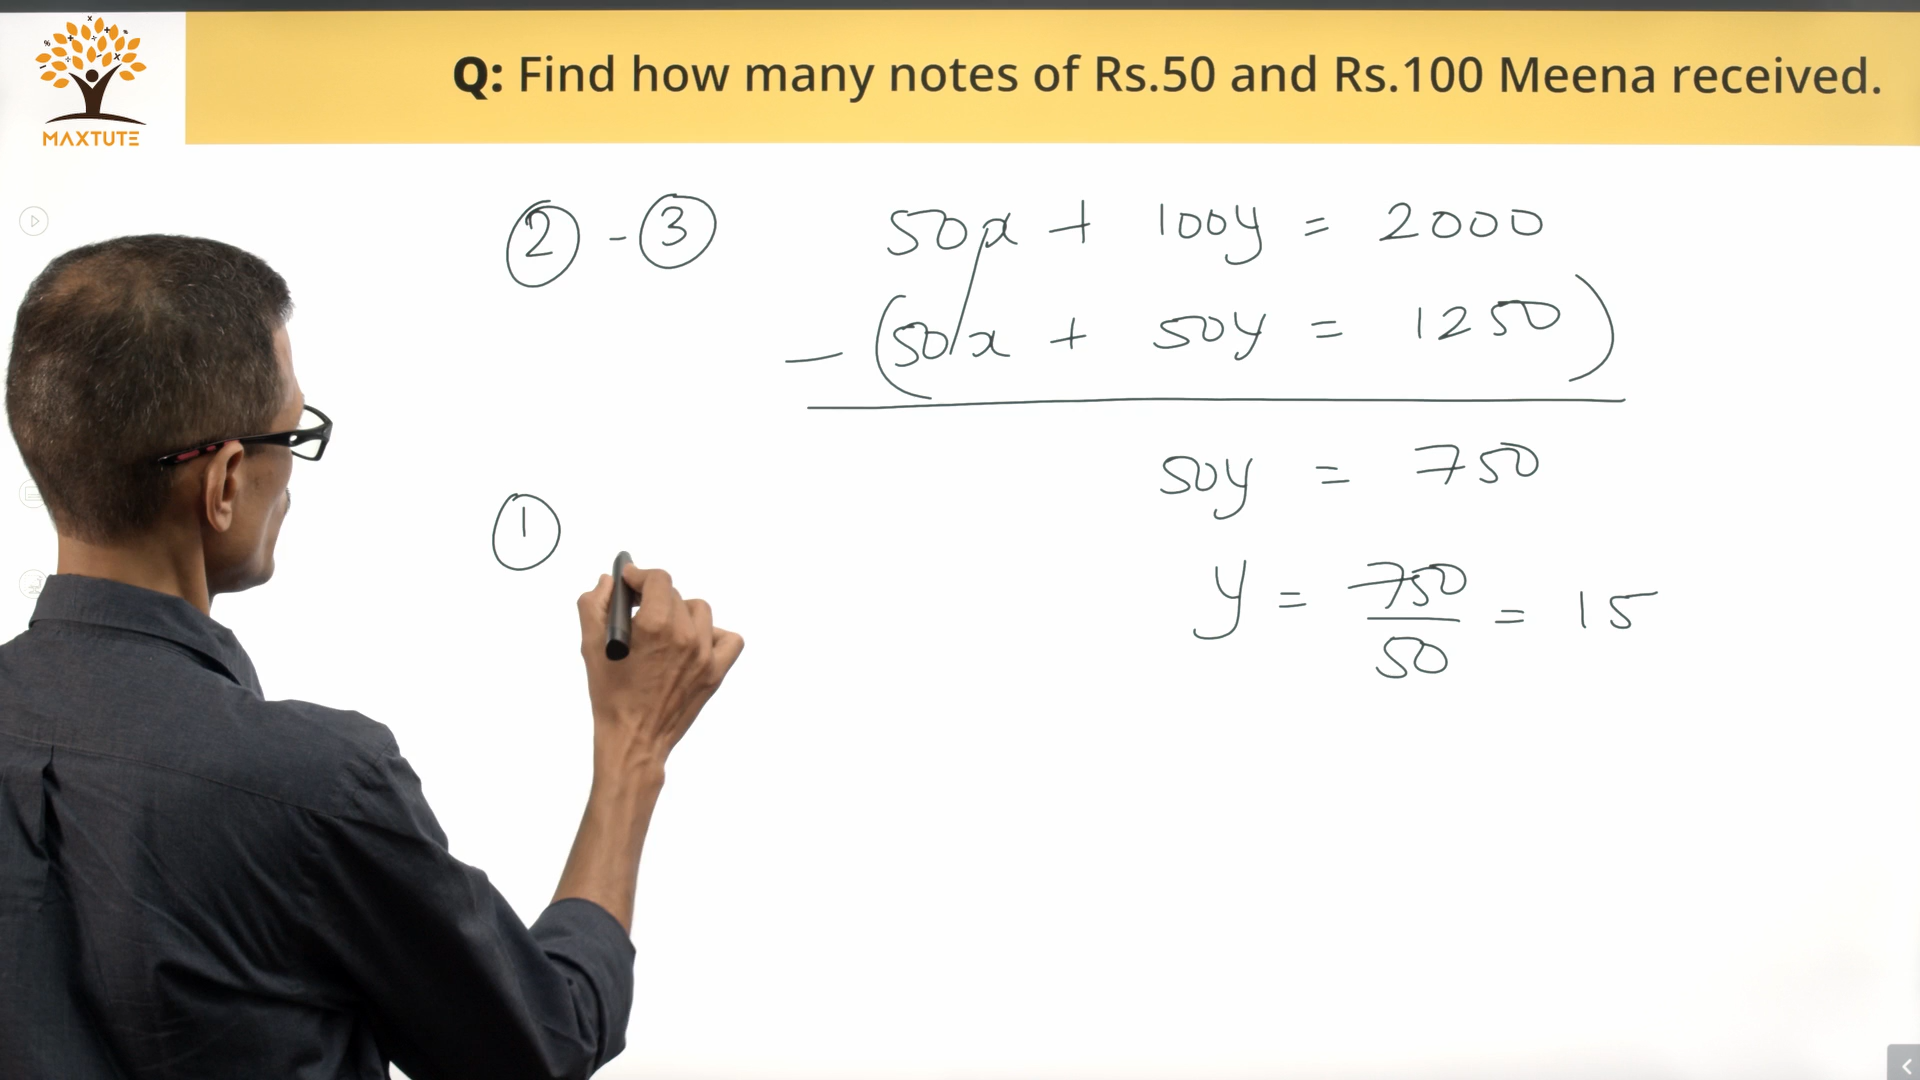 Q: Find how many notes of Rs.50 and Rs.100 Meena received.
MAXTUTE
② - ③ 50x + 100y = 2000
- (50x + 50y = 1250)
50y = 750
①
y = 750/50 = 15